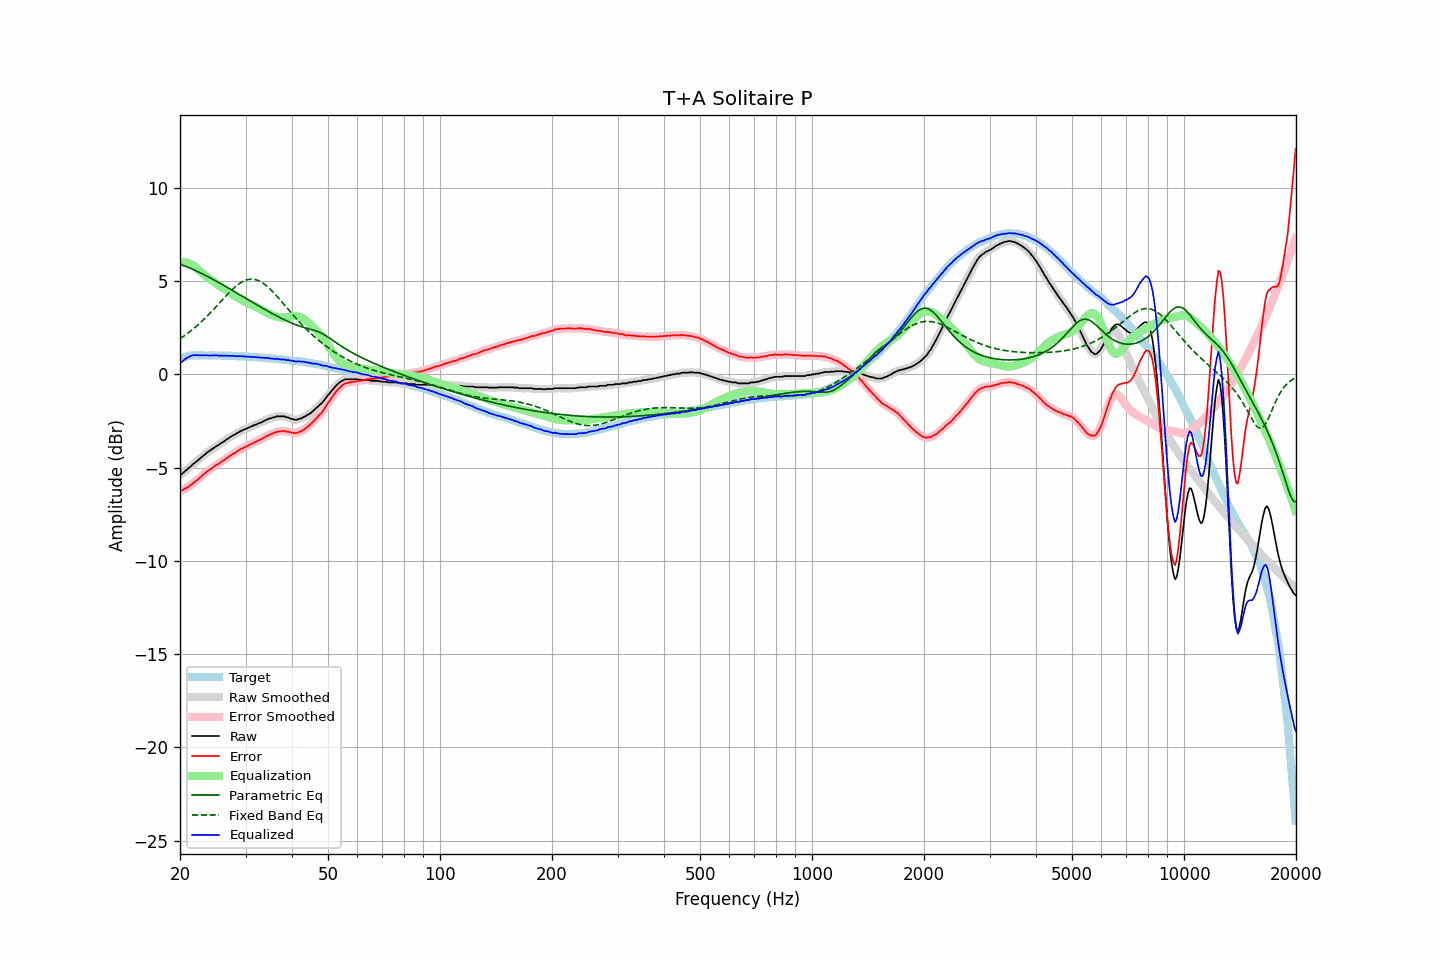 T+A Solitaire P
10
5
0
−5
−10
−15
−20
−25
Amplitude (dBr)
Target
Raw Smoothed
Error Smoothed
Raw
Error
Equalization
Parametric Eq
Fixed Band Eq
Equalized
20 50 100 200 500 1000 2000 5000 10000 20000
Frequency (Hz)